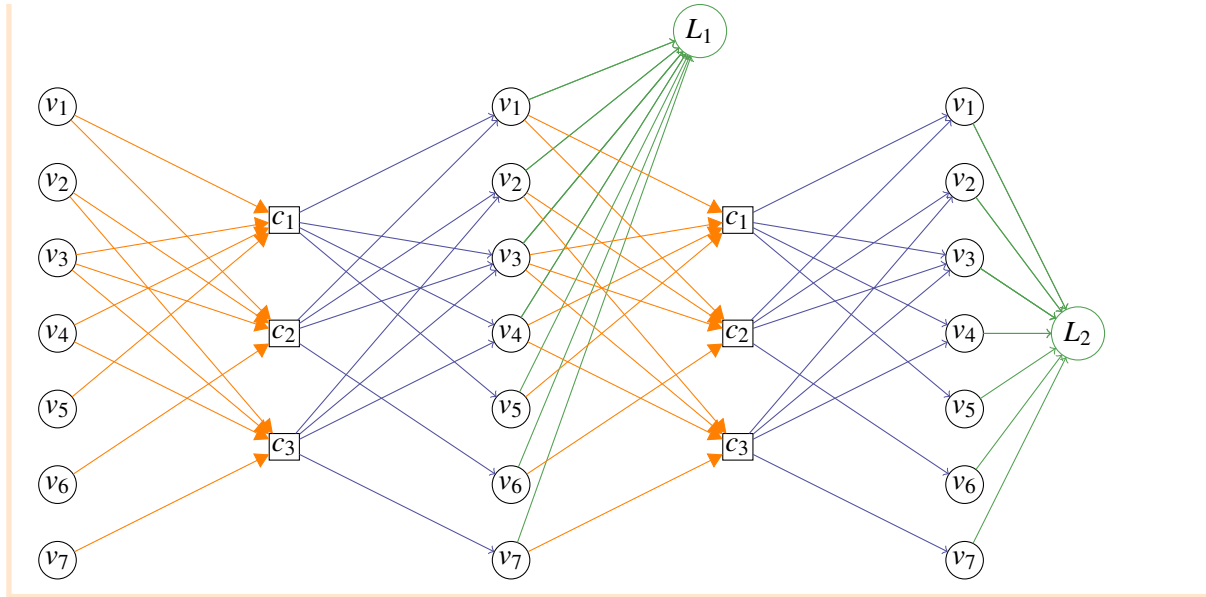 L1
v1 v1 v1
v2 v2 v2
c1 c1
v3 v3 v3
v4 c2 v4 c2 v4 L2
v5 v5 v5
c3 c3
v6 v6 v6
v7 v7 v7